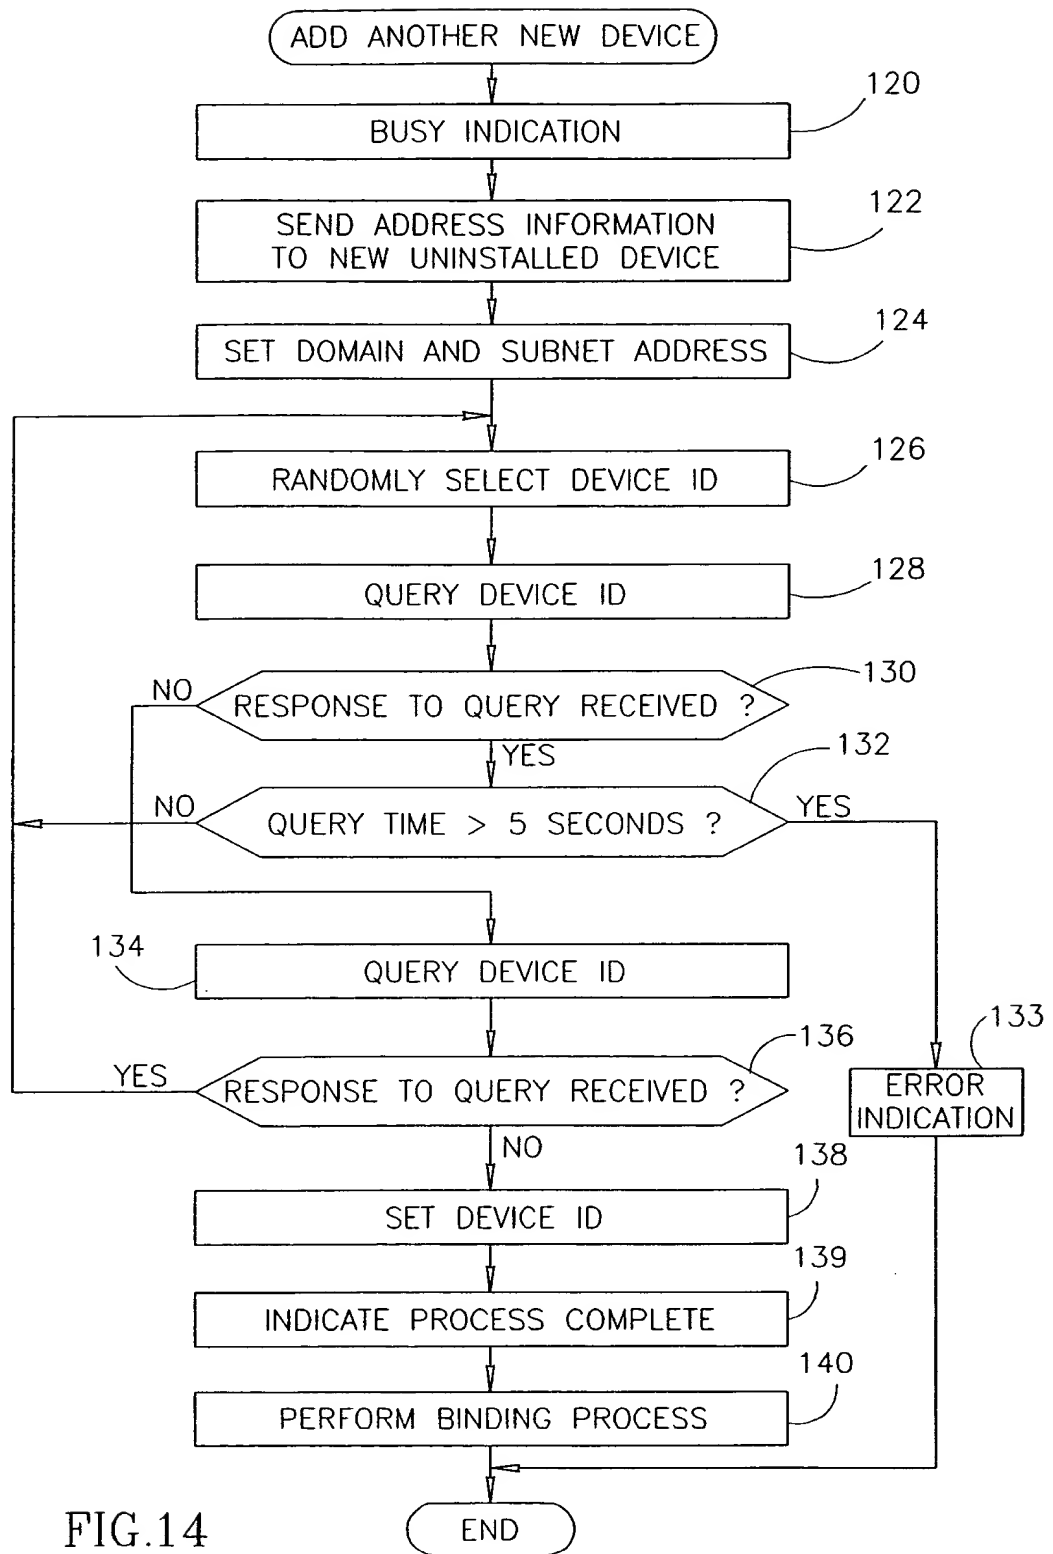 ADD ANOTHER NEW DEVICE
120
BUSY INDICATION
122
SEND ADDRESS INFORMATION
TO NEW UNINSTALLED DEVICE
124
SET DOMAIN AND SUBNET ADDRESS
126
RANDOMLY SELECT DEVICE ID
128
QUERY DEVICE ID
130
NO
RESPONSE TO QUERY RECEIVED ?
YES
132
NO
QUERY TIME > 5 SECONDS ?
YES
134
QUERY DEVICE ID
136
133
YES
RESPONSE TO QUERY RECEIVED ?
ERROR
INDICATION
NO
138
SET DEVICE ID
139
INDICATE PROCESS COMPLETE
140
PERFORM BINDING PROCESS
END
FIG.14